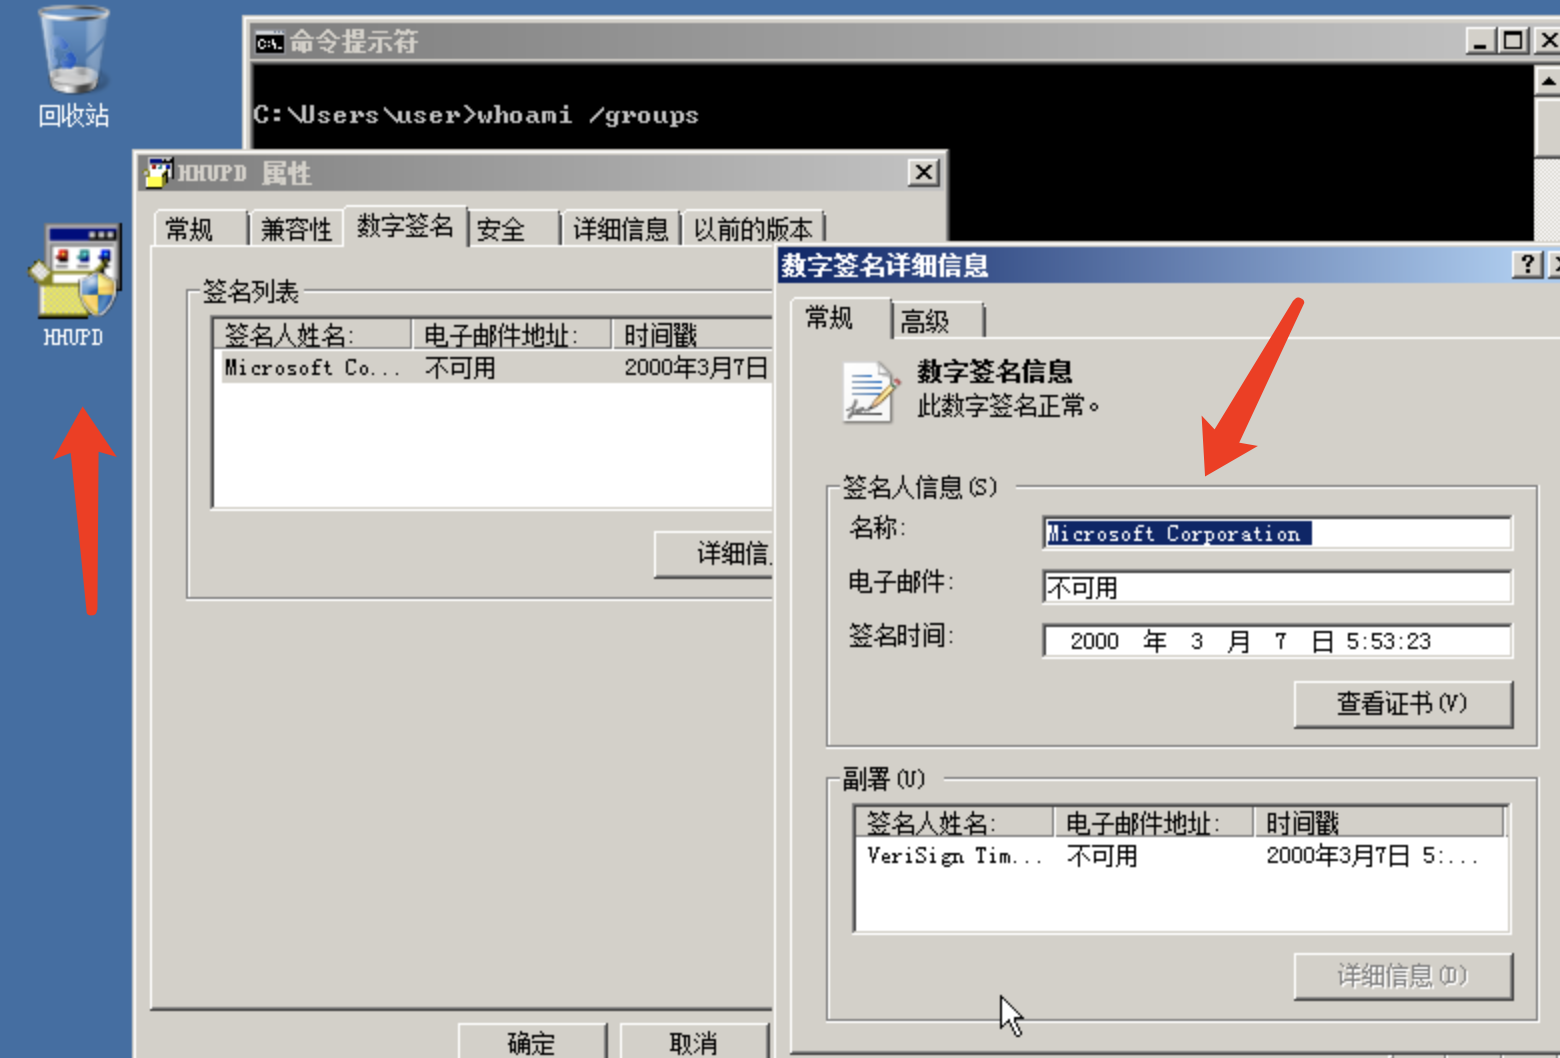 回收站
命令提示符
C:\Users\user>whoami /groups
HHUPD 属性
常规 兼容性 数字签名 安全 详细信息 以前的版本
HHUPD
签名列表
签名人姓名: 电子邮件地址: 时间戳
Microsoft Co... 不可用 2000年3月7日
详细信
确定 取消
数字签名详细信息
常规 高级
数字签名信息
此数字签名正常。
签名人信息(S)
名称: Microsoft Corporation
电子邮件: 不可用
签名时间: 2000 年 3 月 7 日 5:53:23
查看证书(V)
副署(U)
签名人姓名: 电子邮件地址: 时间戳
VeriSign Tim... 不可用 2000年3月7日 5:...
详细信息(D)